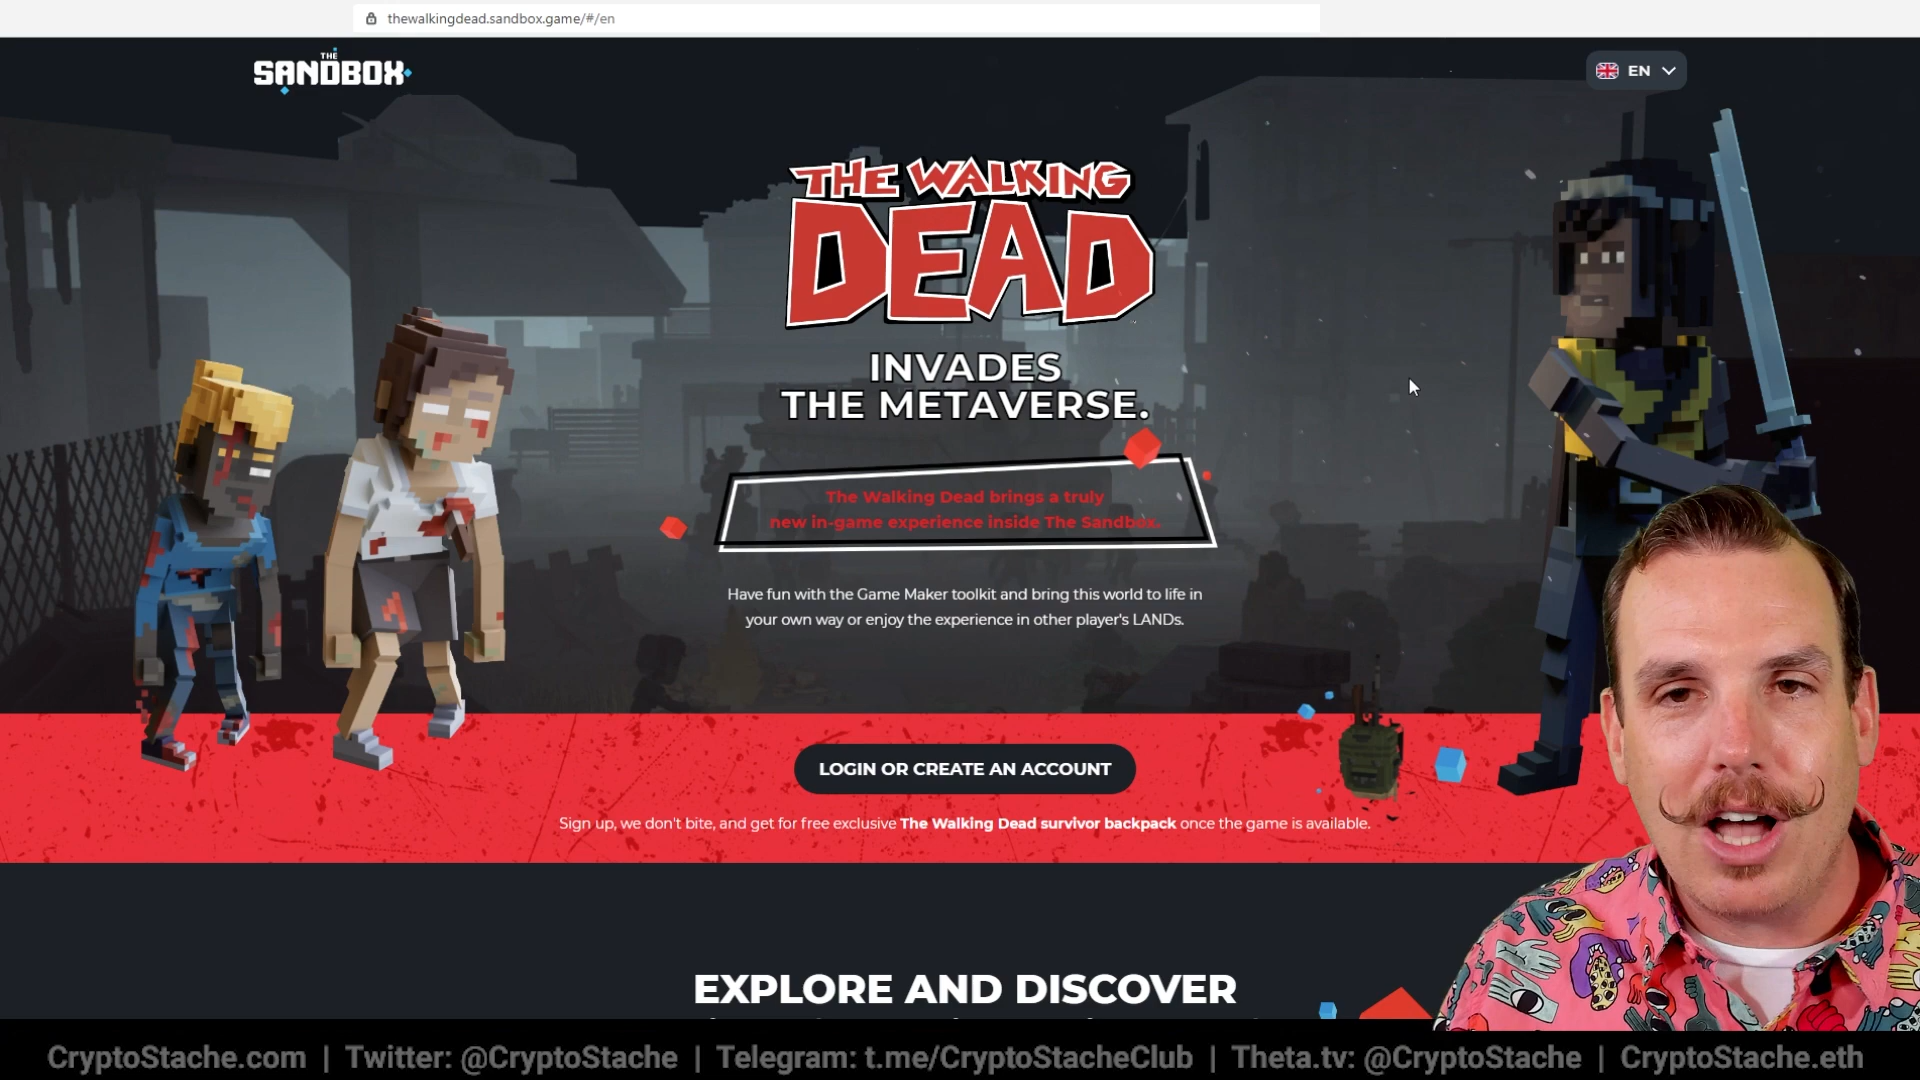 thewalkingdead.sandbox.game/#/en
THE
SANDBOX
EN
THE WALKING
DEAD
INVADES
THE METAVERSE.
The Walking Dead brings a truly
new in-game experience inside The Sandbox.
Have fun with the Game Maker toolkit and bring this world to life in
your own way or enjoy the experience in other player's LANDs.
LOGIN OR CREATE AN ACCOUNT
Sign up, we don't bite, and get for free exclusive The Walking Dead survivor backpack once the game is available.
EXPLORE AND DISCOVER
CryptoStache.com | Twitter: @CryptoStache | Telegram: t.me/CryptoStacheClub | Theta.tv: @CryptoStache | CryptoStache.eth